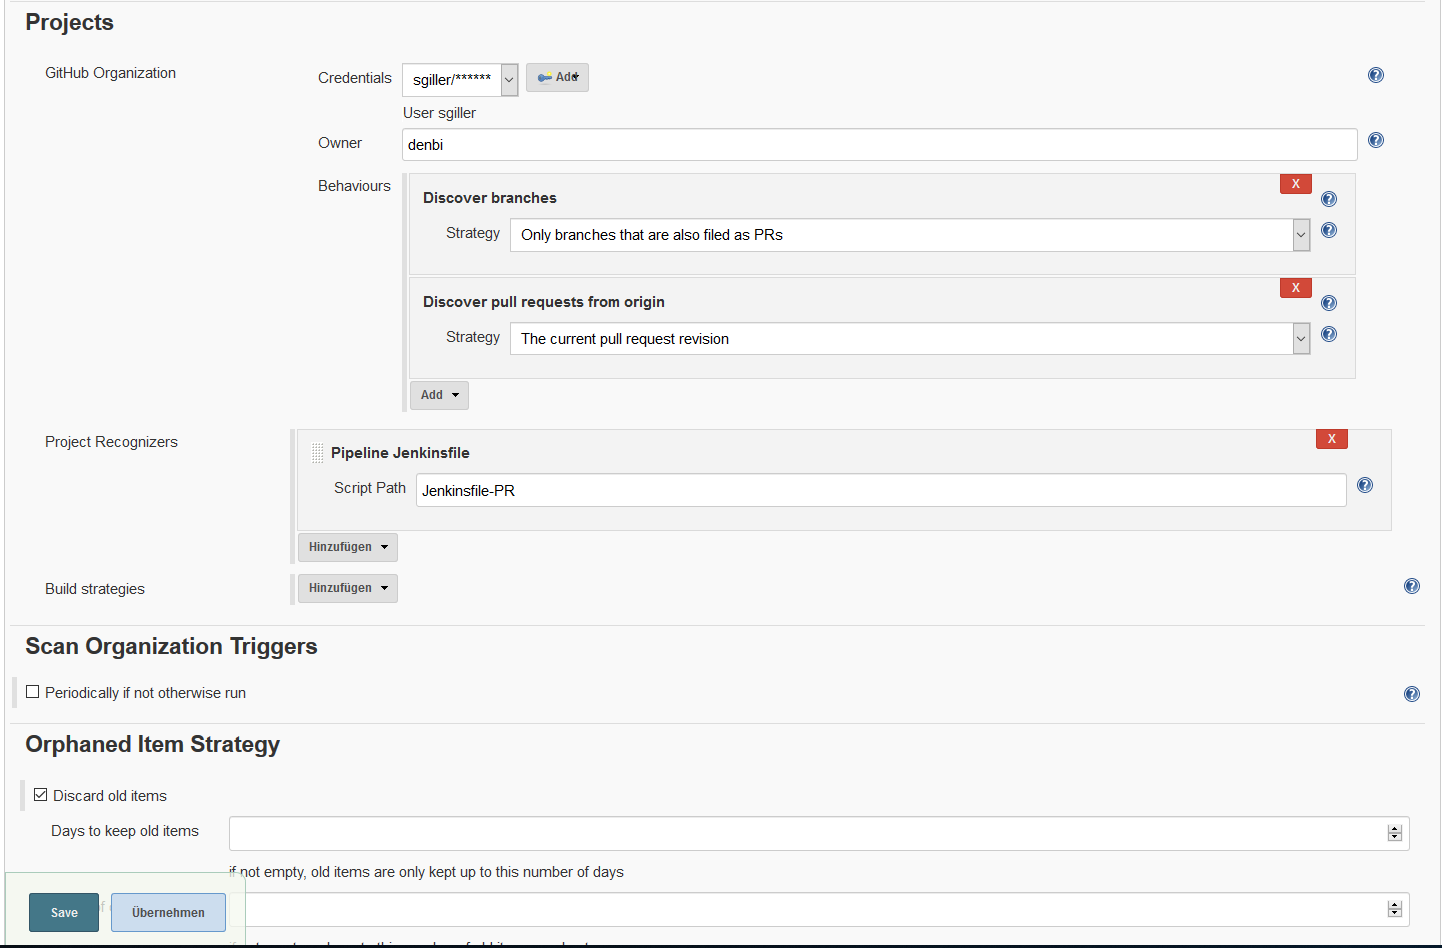 Projects
GitHub Organization
Credentials sgiller/****** Add
User sgiller
Owner denbi
Behaviours
X
Discover branches
Strategy Only branches that are also filed as PRs
X
Discover pull requests from origin
Strategy The current pull request revision
Add
Project Recognizers
X
Pipeline Jenkinsfile
Script Path Jenkinsfile-PR
Hinzufügen
Build strategies Hinzufügen
Scan Organization Triggers
Periodically if not otherwise run
Orphaned Item Strategy
Discard old items
Days to keep old items
if not empty, old items are only kept up to this number of days
Save Übernehmen